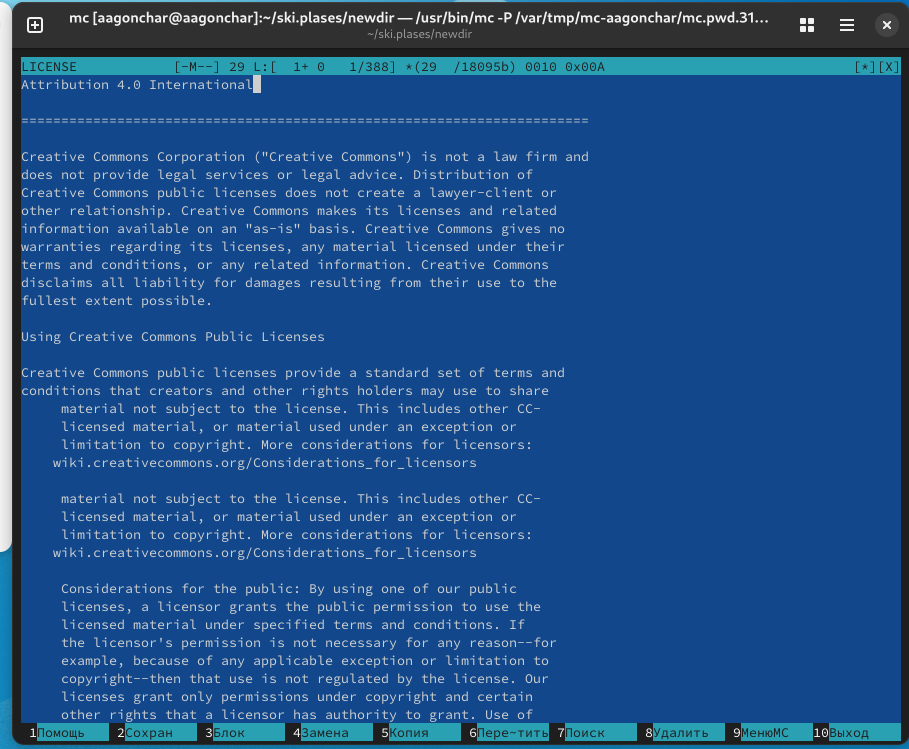 mc [aagonchar@aagonchar]:~/ski.plases/newdir — /usr/bin/mc -P /var/tmp/mc-aagonchar/mc.pwd.31…
~/ski.plases/newdir
LICENSE [-M--] 29 L:[ 1+ 0 1/388] *(29 /18095b) 0010 0x00A [*][X]
Attribution 4.0 International
=======================================================================
Creative Commons Corporation ("Creative Commons") is not a law firm and
does not provide legal services or legal advice. Distribution of
Creative Commons public licenses does not create a lawyer-client or
other relationship. Creative Commons makes its licenses and related
information available on an "as-is" basis. Creative Commons gives no
warranties regarding its licenses, any material licensed under their
terms and conditions, or any related information. Creative Commons
disclaims all liability for damages resulting from their use to the
fullest extent possible.
Using Creative Commons Public Licenses
Creative Commons public licenses provide a standard set of terms and
conditions that creators and other rights holders may use to share
material not subject to the license. This includes other CC-
licensed material, or material used under an exception or
limitation to copyright. More considerations for licensors:
wiki.creativecommons.org/Considerations_for_licensors
material not subject to the license. This includes other CC-
licensed material, or material used under an exception or
limitation to copyright. More considerations for licensors:
wiki.creativecommons.org/Considerations_for_licensors
Considerations for the public: By using one of our public
licenses, a licensor grants the public permission to use the
licensed material under specified terms and conditions. If
the licensor's permission is not necessary for any reason--for
example, because of any applicable exception or limitation to
copyright--then that use is not regulated by the license. Our
licenses grant only permissions under copyright and certain
other rights that a licensor has authority to grant. Use of
1Помощь 2Сохран 3Блок 4Замена 5Копия 6Пере~тить 7Поиск 8Удалить 9МенюMC 10Выход